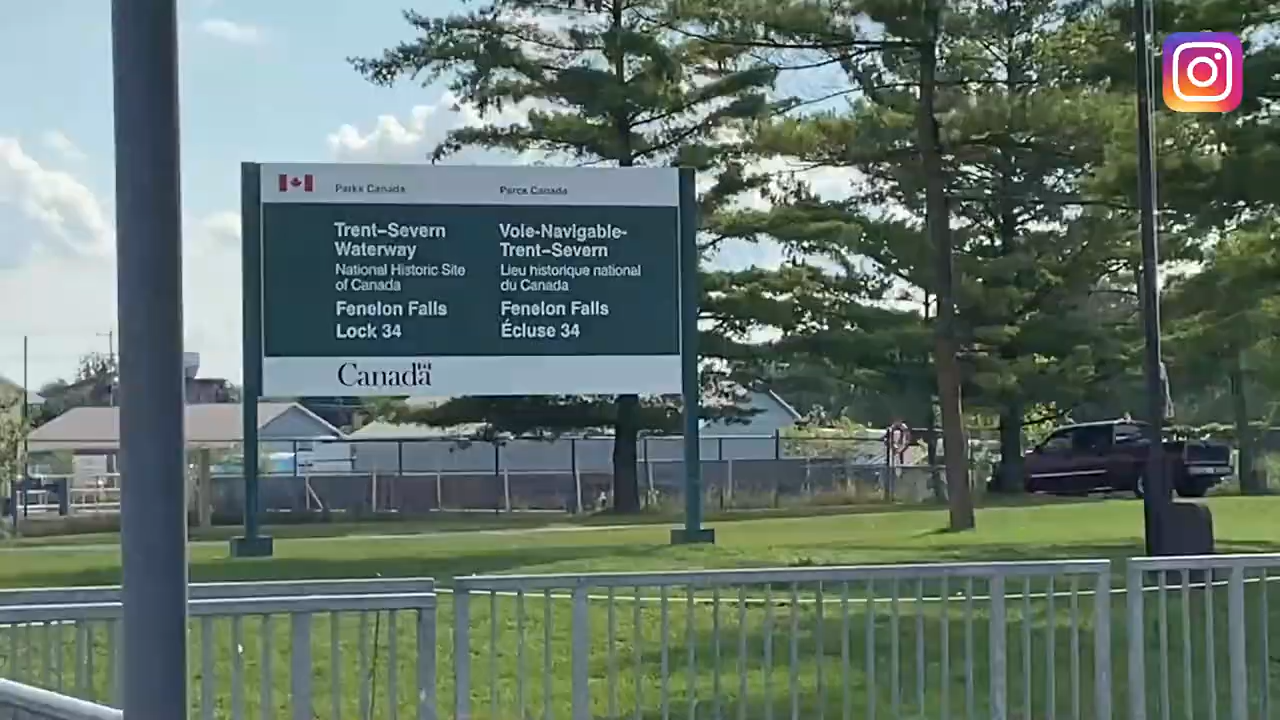 Parks Canada
Parcs Canada
Trent–Severn
Waterway
National Historic Site
of Canada
Fenelon Falls
Lock 34
Voie-Navigable-
Trent–Severn
Lieu historique national
du Canada
Fenelon Falls
Écluse 34
Canada